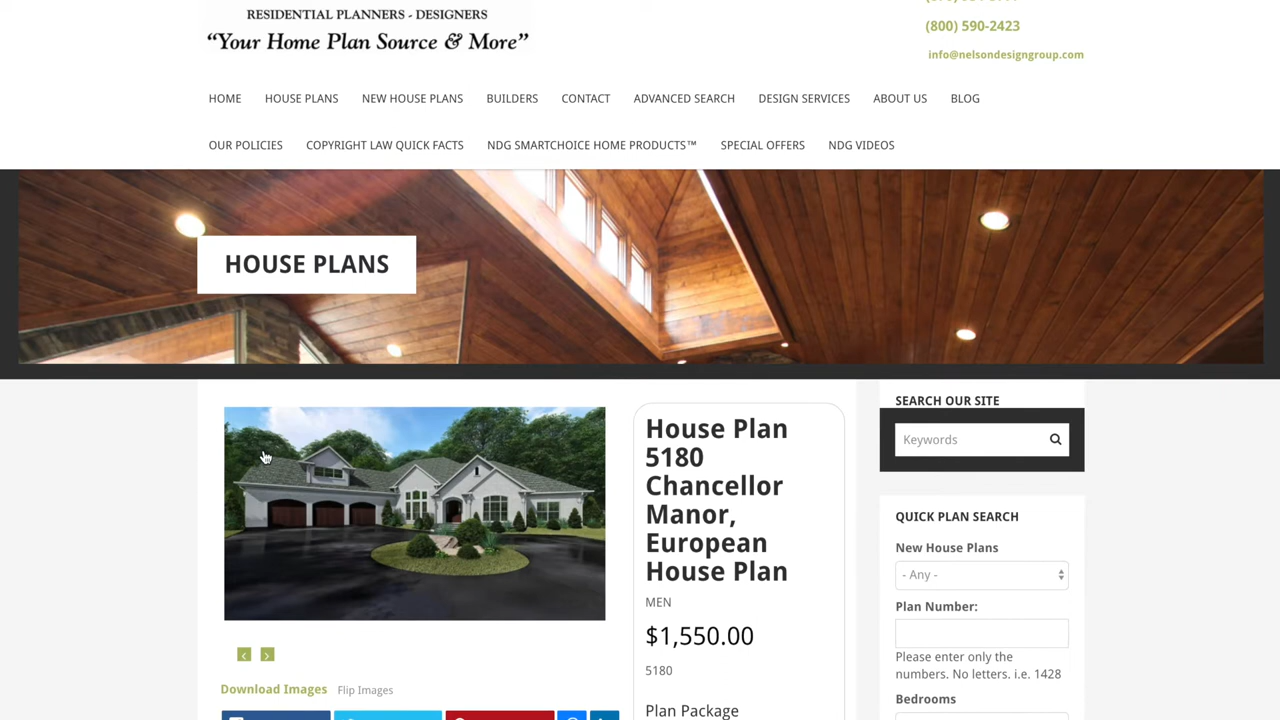 RESIDENTIAL PLANNERS - DESIGNERS
“Your Home Plan Source & More”
(800) 590-2423
info@nelsondesigngroup.com
HOME HOUSE PLANS NEW HOUSE PLANS BUILDERS CONTACT ADVANCED SEARCH DESIGN SERVICES ABOUT US BLOG
OUR POLICIES COPYRIGHT LAW QUICK FACTS NDG SMARTCHOICE HOME PRODUCTS™ SPECIAL OFFERS NDG VIDEOS
HOUSE PLANS
House Plan
5180
Chancellor
Manor,
European
House Plan
MEN
$1,550.00
5180
Plan Package
Download Images Flip Images
SEARCH OUR SITE
Keywords
QUICK PLAN SEARCH
New House Plans
- Any -
Plan Number:
Please enter only the
numbers. No letters. i.e. 1428
Bedrooms